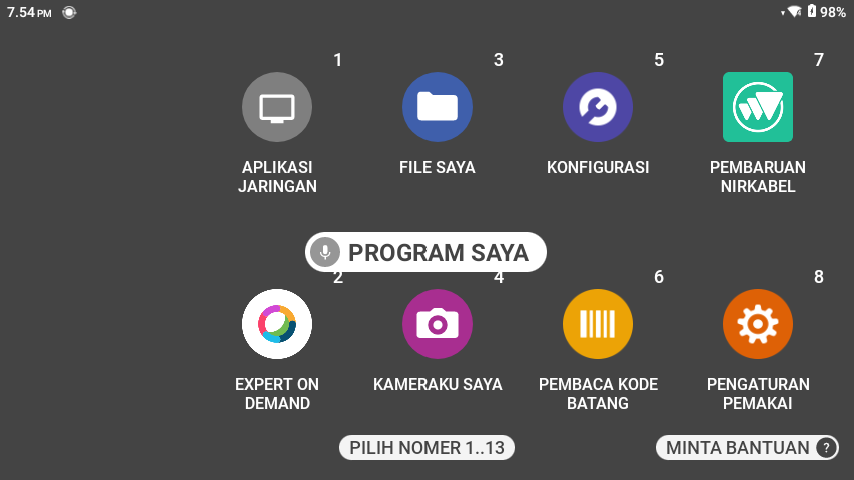 7.54 PM
98%
1
3
5
7
APLIKASI
JARINGAN
FILE SAYA
KONFIGURASI
PEMBARUAN
NIRKABEL
PROGRAM SAYA
2
4
6
8
EXPERT ON
DEMAND
KAMERAKU SAYA
PEMBACA KODE
BATANG
PENGATURAN
PEMAKAI
PILIH NOMER 1..13
MINTA BANTUAN ?